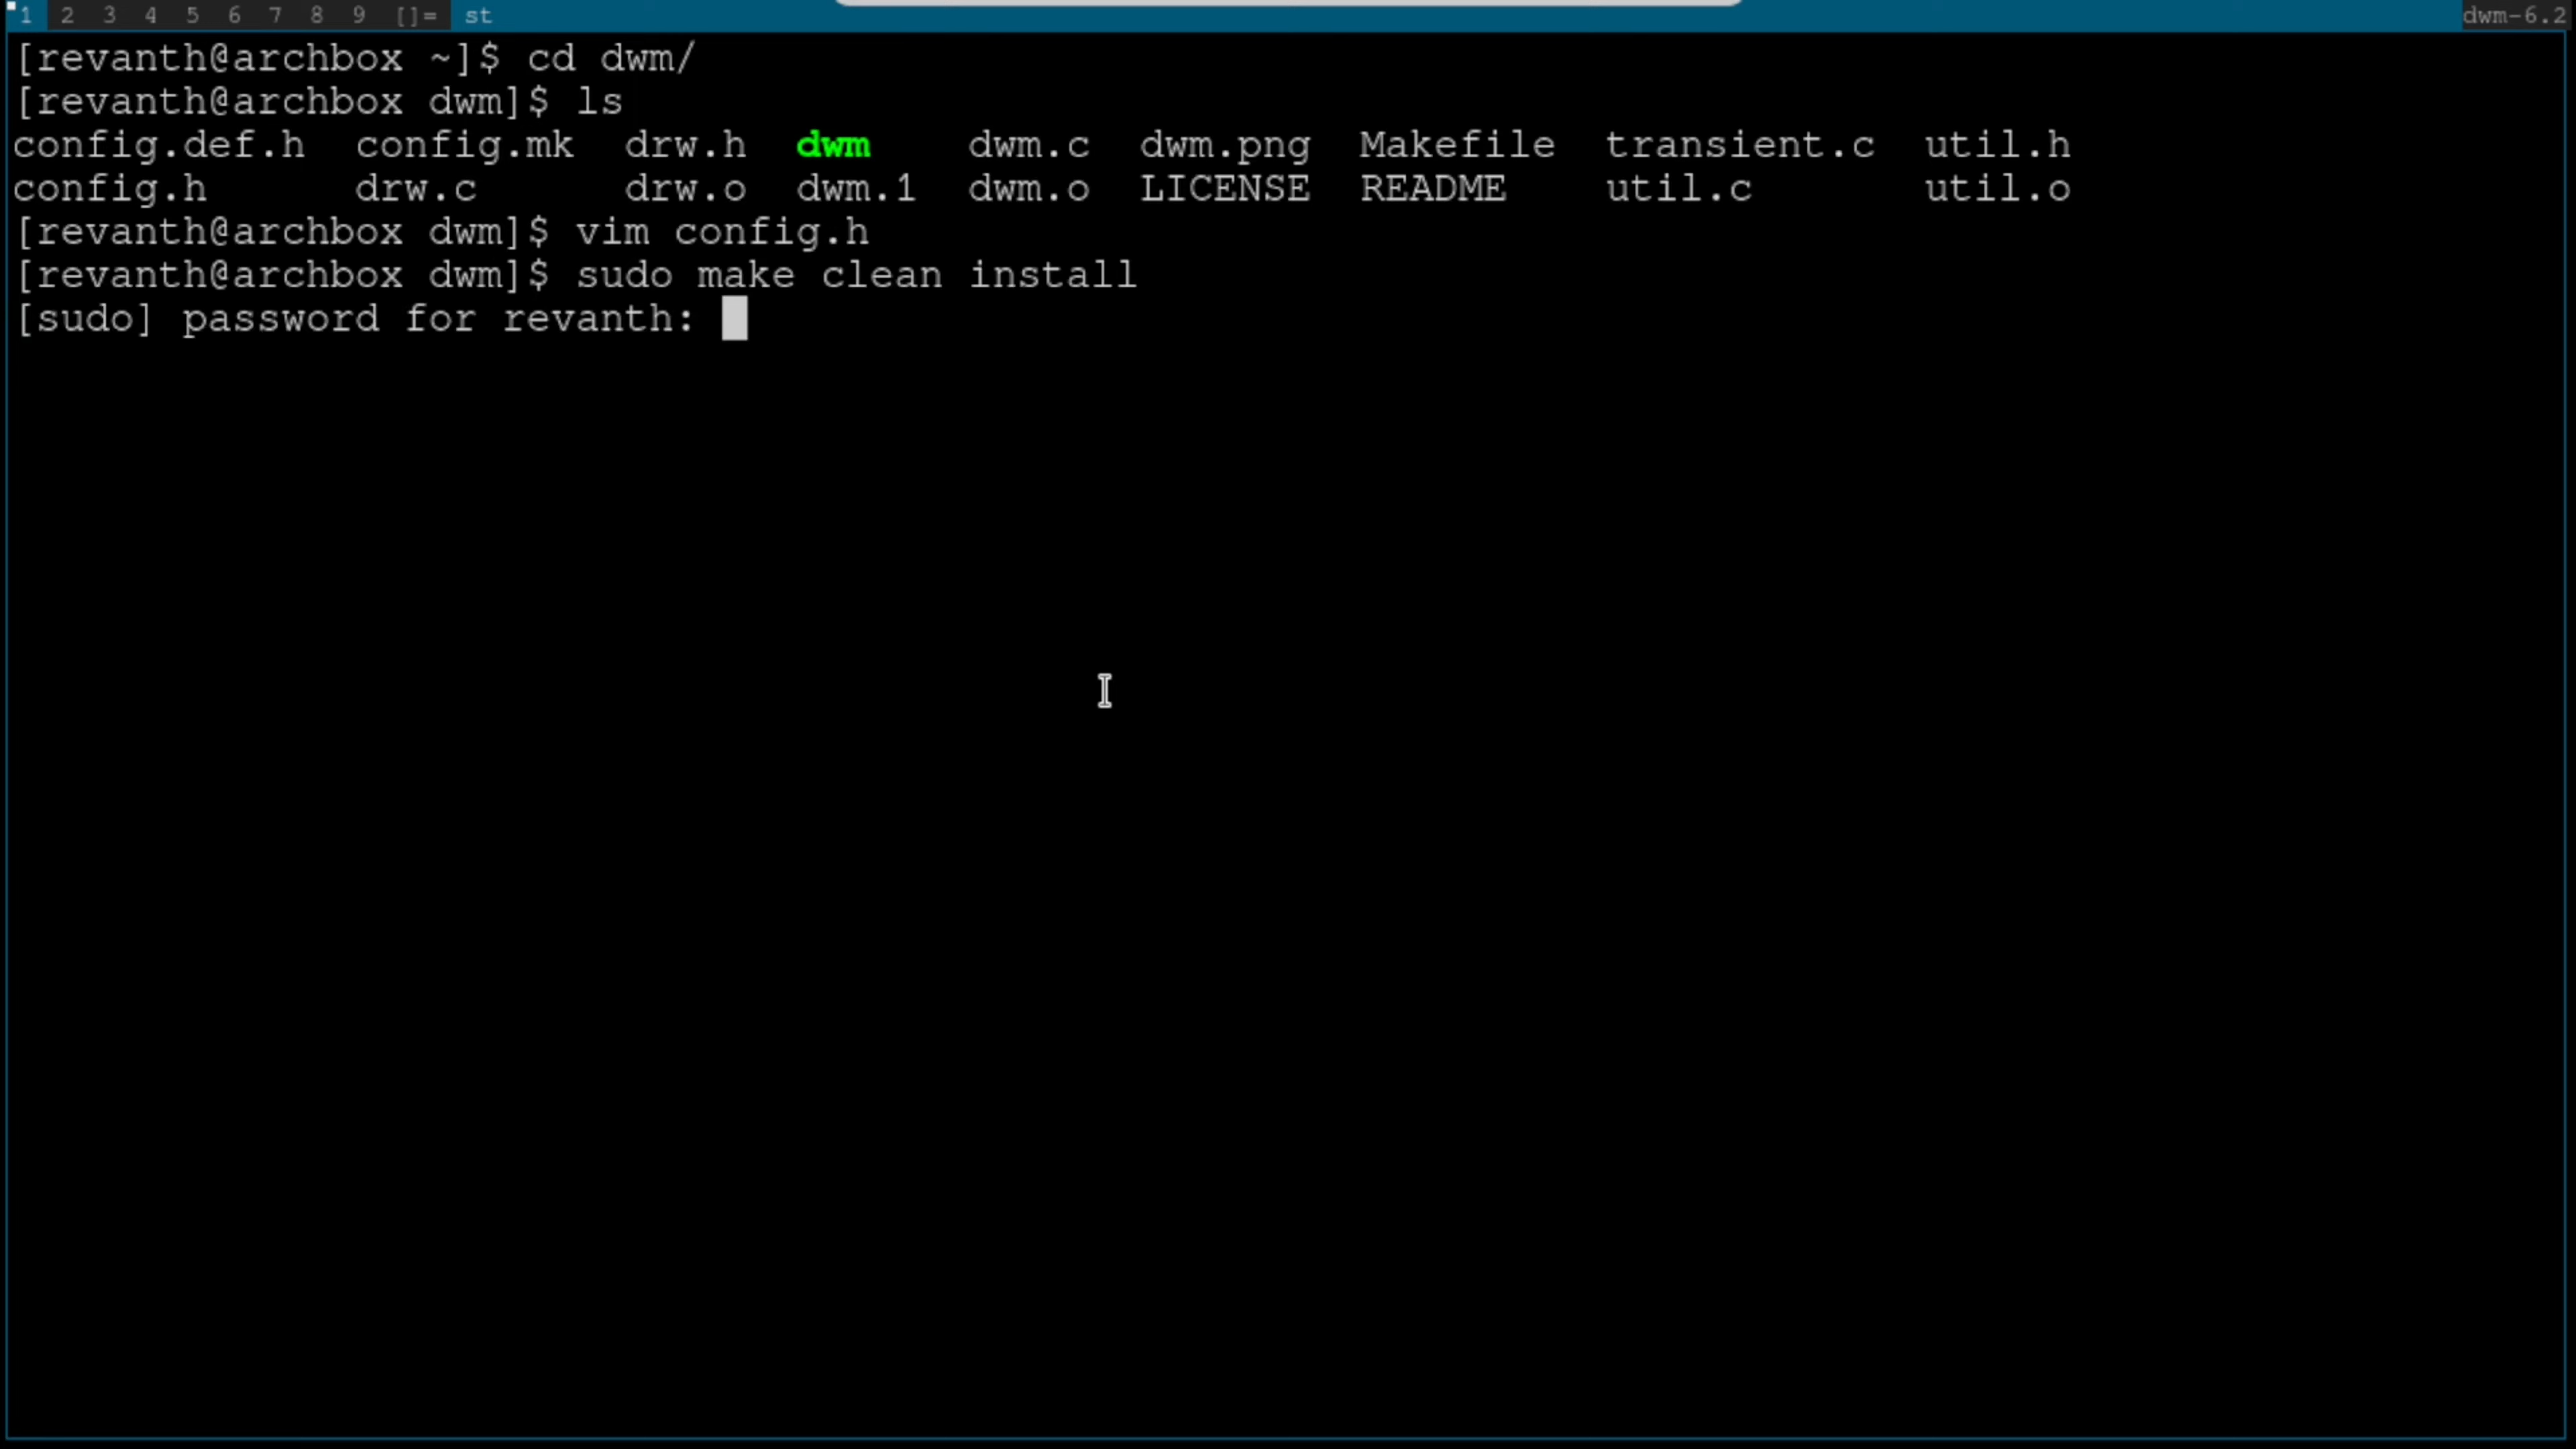 1 2 3 4 5 6 7 8 9 []= st dwm-6.2
[revanth@archbox ~]$ cd dwm/
[revanth@archbox dwm]$ ls
config.def.h config.mk drw.h dwm dwm.c dwm.png Makefile transient.c util.h
config.h drw.c drw.o dwm.1 dwm.o LICENSE README util.c util.o
[revanth@archbox dwm]$ vim config.h
[revanth@archbox dwm]$ sudo make clean install
[sudo] password for revanth: